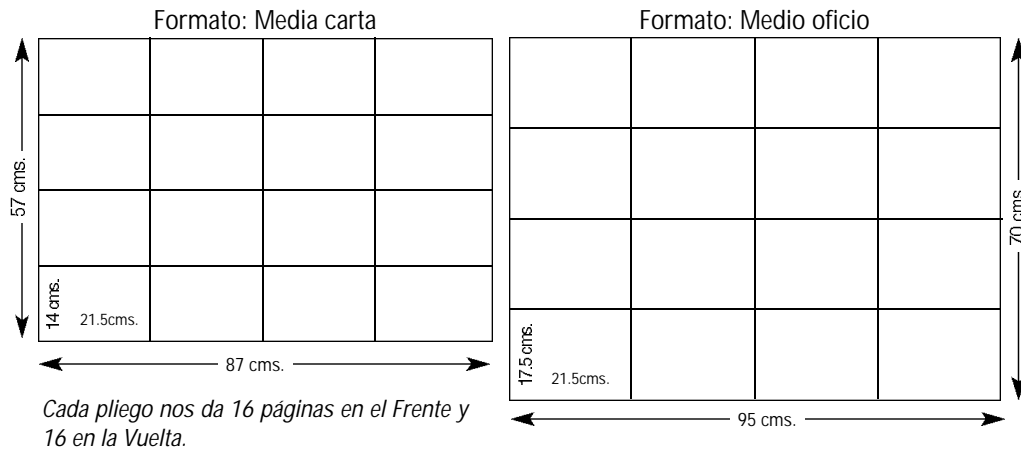 Formato: Media carta
57 cms.
14 cms.
21.5cms.
87 cms.
Cada pliego nos da 16 páginas en el Frente y
16 en la Vuelta.
Formato: Medio oficio
70 cms.
17.5 cms.
21.5cms.
95 cms.